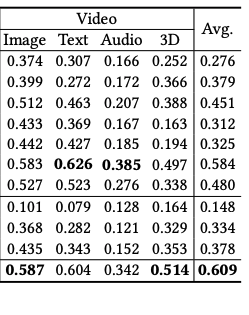 Video Avg.
Image Text Audio 3D
0.374 0.307 0.166 0.252 0.276
0.399 0.272 0.172 0.366 0.379
0.512 0.463 0.207 0.388 0.451
0.433 0.369 0.167 0.163 0.312
0.442 0.427 0.185 0.194 0.325
0.583 0.626 0.385 0.497 0.584
0.527 0.523 0.276 0.338 0.480
0.101 0.079 0.128 0.164 0.148
0.368 0.282 0.121 0.329 0.334
0.435 0.343 0.152 0.353 0.378
0.587 0.604 0.342 0.514 0.609